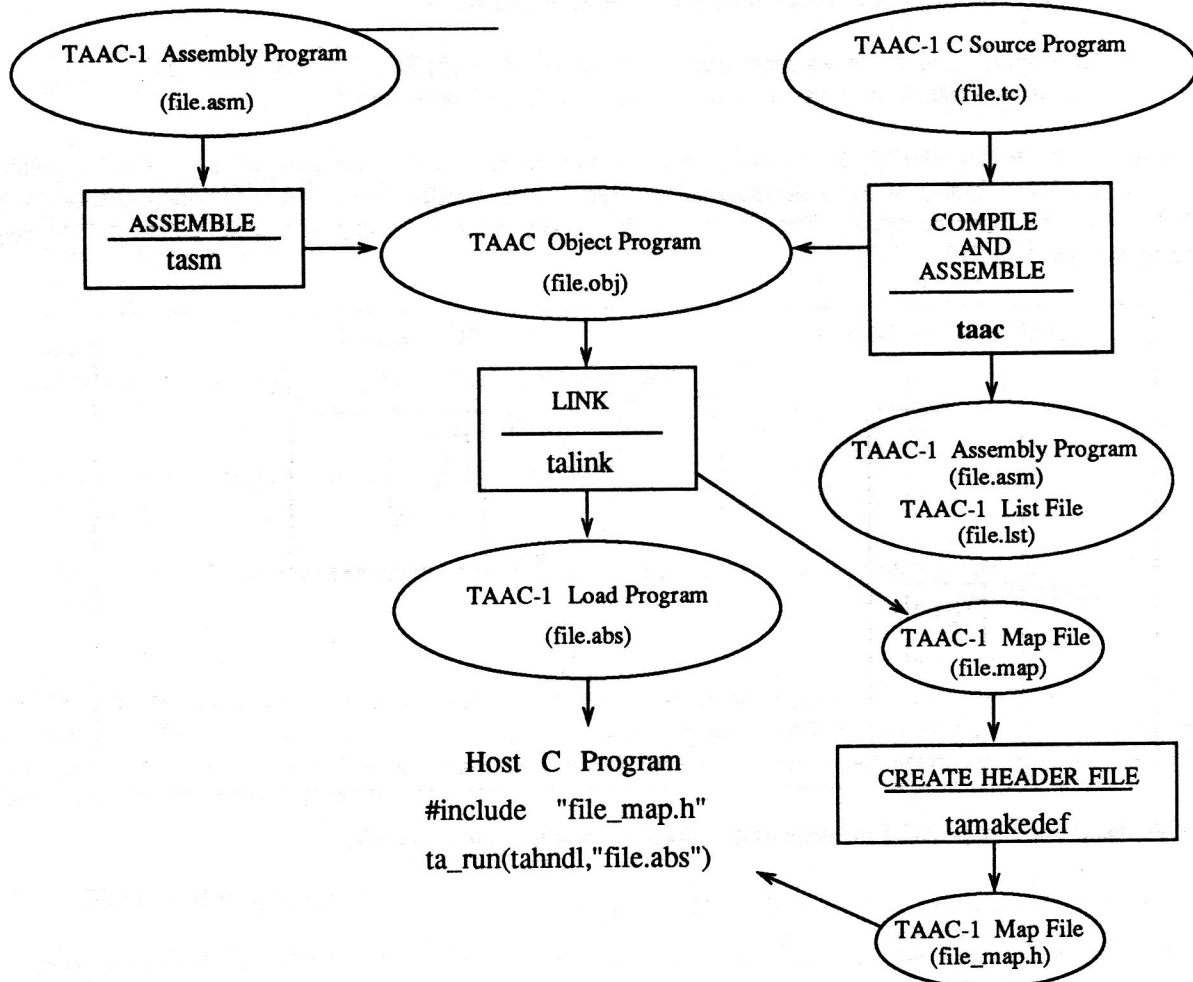 TAAC-1 Assembly Program
(file.asm)
TAAC-1 C Source Program
(file.tc)
ASSEMBLE
tasm
TAAC Object Program
(file.obj)
COMPILE
AND
ASSEMBLE
taac
LINK
talink
TAAC-1 Assembly Program
(file.asm)
TAAC-1 List File
(file.lst)
TAAC-1 Load Program
(file.abs)
TAAC-1 Map File
(file.map)
Host C Program
#include "file_map.h"
ta_run(tahndl,"file.abs")
CREATE HEADER FILE
tamakedef
TAAC-1 Map File
(file_map.h)